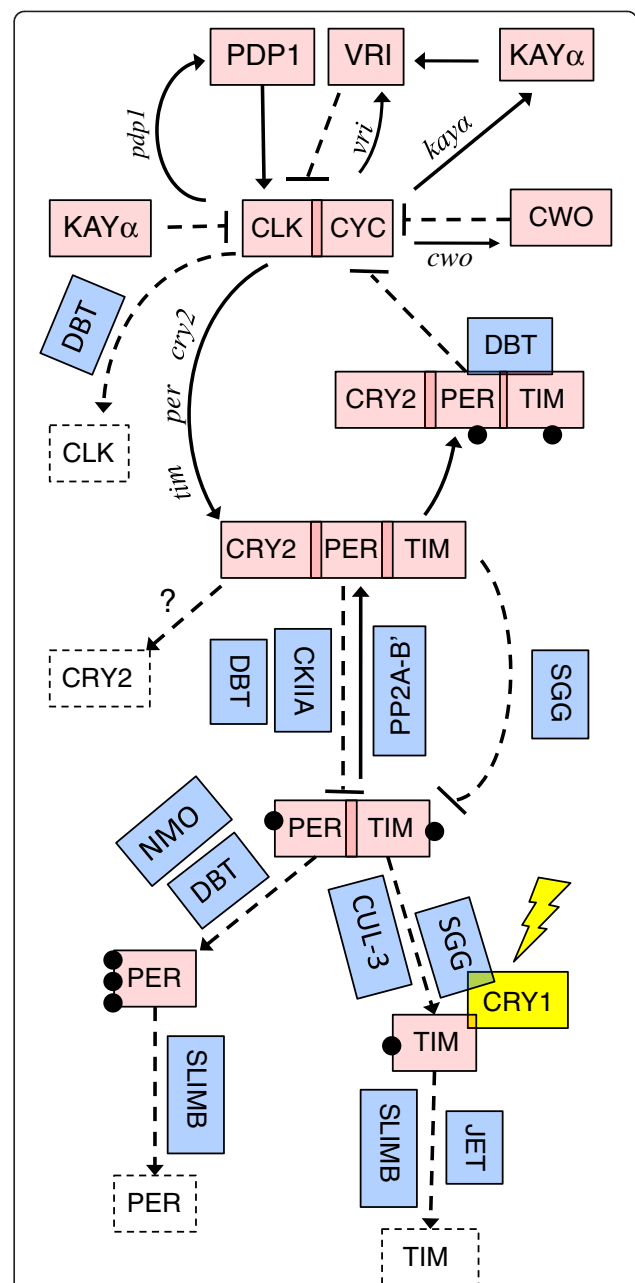 PDP1
VRI
KAYα
pdp1
vri
kayα
KAYα
CLK
CYC
CWO
cwo
DBT
cry2
per
tim
DBT
CRY2
PER
TIM
CLK
CRY2
PER
TIM
?
CRY2
DBT
CKIIA
PP2A-B'
SGG
PER
TIM
NMO
DBT
CUL-3
SGG
CRY1
PER
TIM
SLIMB
SLIMB
JET
PER
TIM